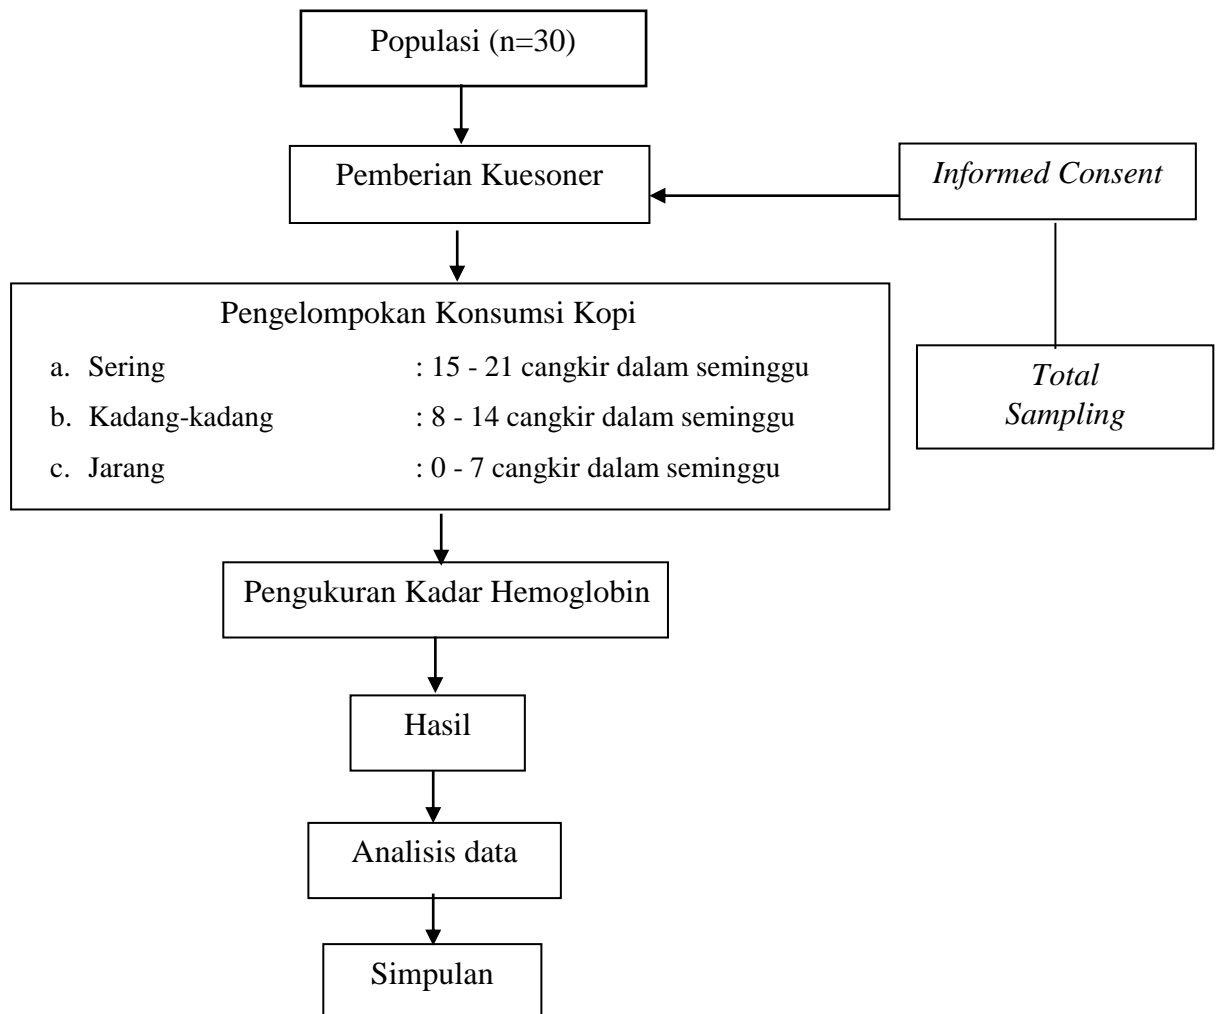 Populasi (n=30)
Pemberian Kuesoner
Informed Consent
Pengelompokan Konsumsi Kopi
a. Sering : 15 - 21 cangkir dalam seminggu
b. Kadang-kadang : 8 - 14 cangkir dalam seminggu
c. Jarang : 0 - 7 cangkir dalam seminggu
Total
Sampling
Pengukuran Kadar Hemoglobin
Hasil
Analisis data
Simpulan